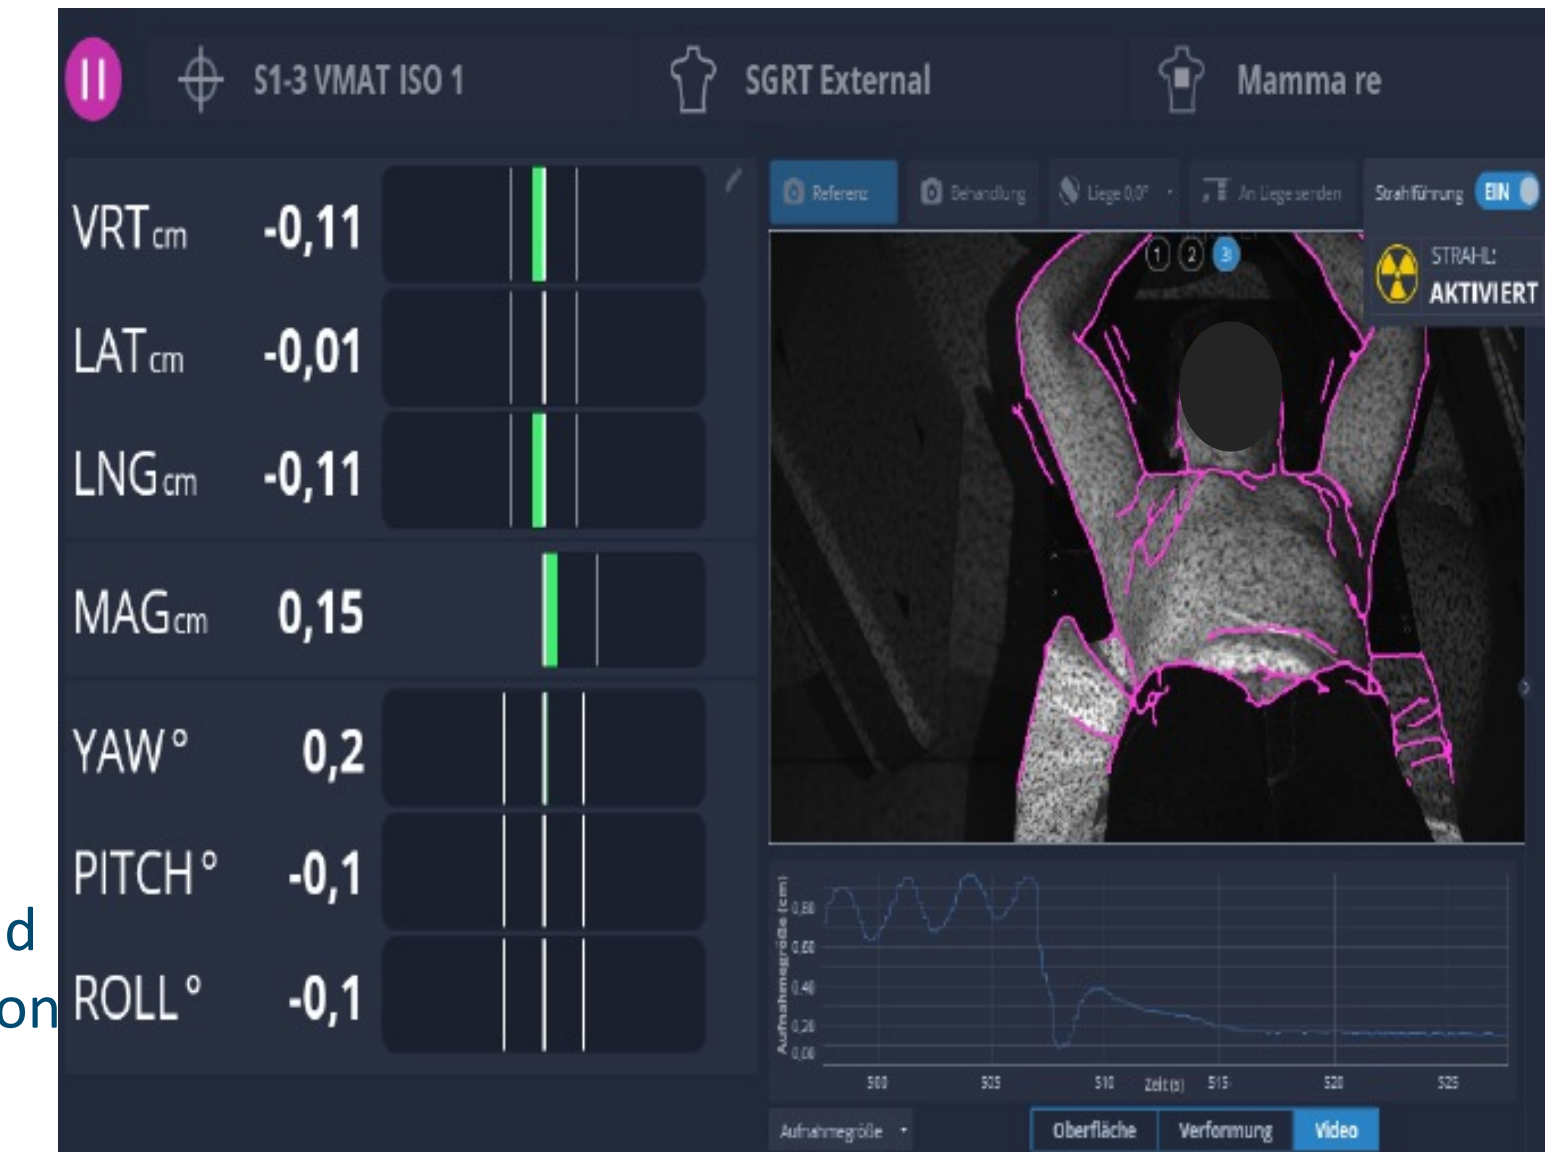 S1-3 VMAT ISO 1
SGRT External
Mamma re
VRT cm -0,11
LAT cm -0,01
LNG cm -0,11
MAG cm 0,15
YAW° 0,2
PITCH° -0,1
ROLL° -0,1
d
on
Referenz
Behandlung
Liege 0,0°
An Liege senden
Strahlführung
EIN
STRAHL:
AKTIVIERT
1 2 3
Aufnahmegröße (cm)
0,80
0,60
0,40
0,20
0,00
500 505 510 515 520 525
Zeit (s)
Aufnahmegröße
Oberfläche Verformung Video